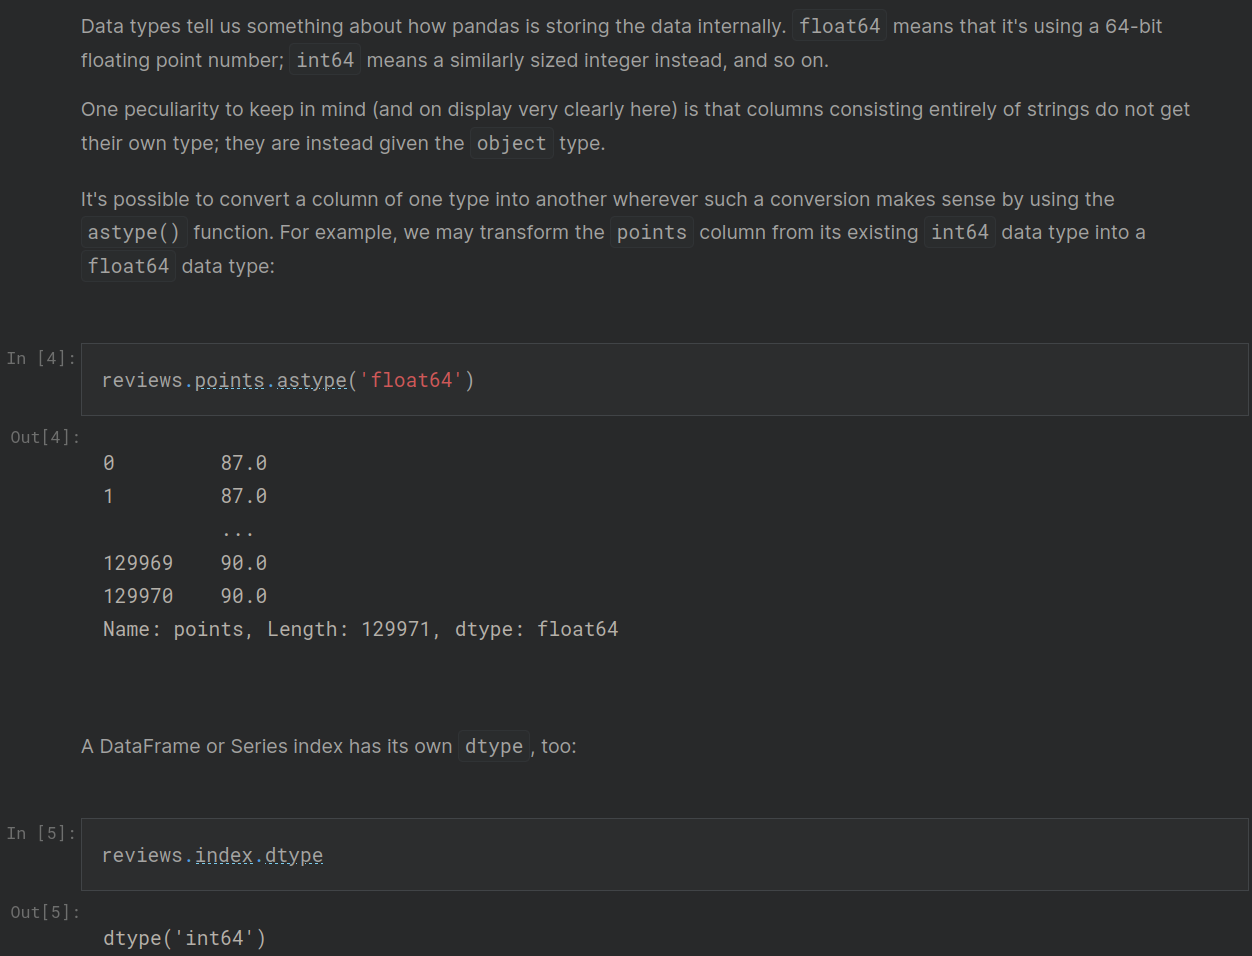 Data types tell us something about how pandas is storing the data internally. float64 means that it's using a 64-bit
floating point number; int64 means a similarly sized integer instead, and so on.
One peculiarity to keep in mind (and on display very clearly here) is that columns consisting entirely of strings do not get
their own type; they are instead given the object type.
It's possible to convert a column of one type into another wherever such a conversion makes sense by using the
astype() function. For example, we may transform the points column from its existing int64 data type into a
float64 data type:
In [4]:
reviews.points.astype('float64')
Out[4]:
0 87.0
1 87.0
...
129969 90.0
129970 90.0
Name: points, Length: 129971, dtype: float64
A DataFrame or Series index has its own dtype, too:
In [5]:
reviews.index.dtype
Out[5]:
dtype('int64')